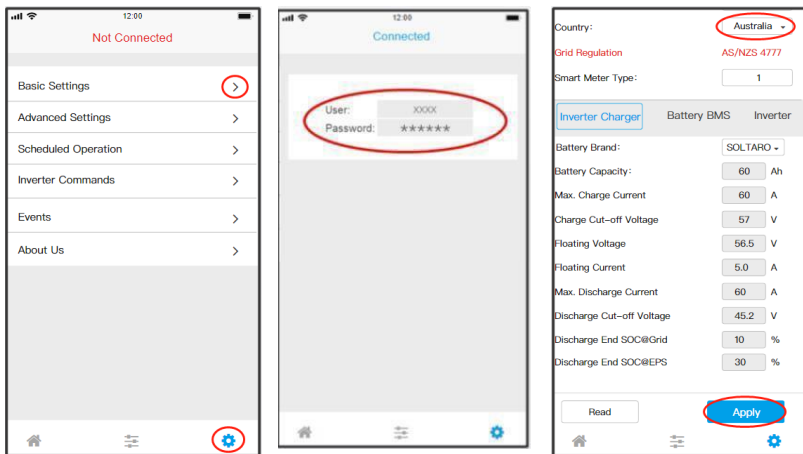 12:00
Not Connected
Basic Settings
Advanced Settings
Scheduled Operation
Inverter Commands
Events
About Us
12:00
Connected
User: XXXX
Password: ******
Country: Australia
Grid Regulation AS/NZS 4777
Smart Meter Type: 1
Inverter Charger Battery BMS Inverter
Battery Brand: SOLTARO
Battery Capacity: 60 Ah
Max. Charge Current 60 A
Charge Cut-off Voltage 57 V
Floating Voltage 56.5 V
Floating Current 5.0 A
Max. Discharge Current 60 A
Discharge Cut-off Voltage 45.2 V
Discharge End SOC@Grid 10 %
Discharge End SOC@EPS 30 %
Read Apply